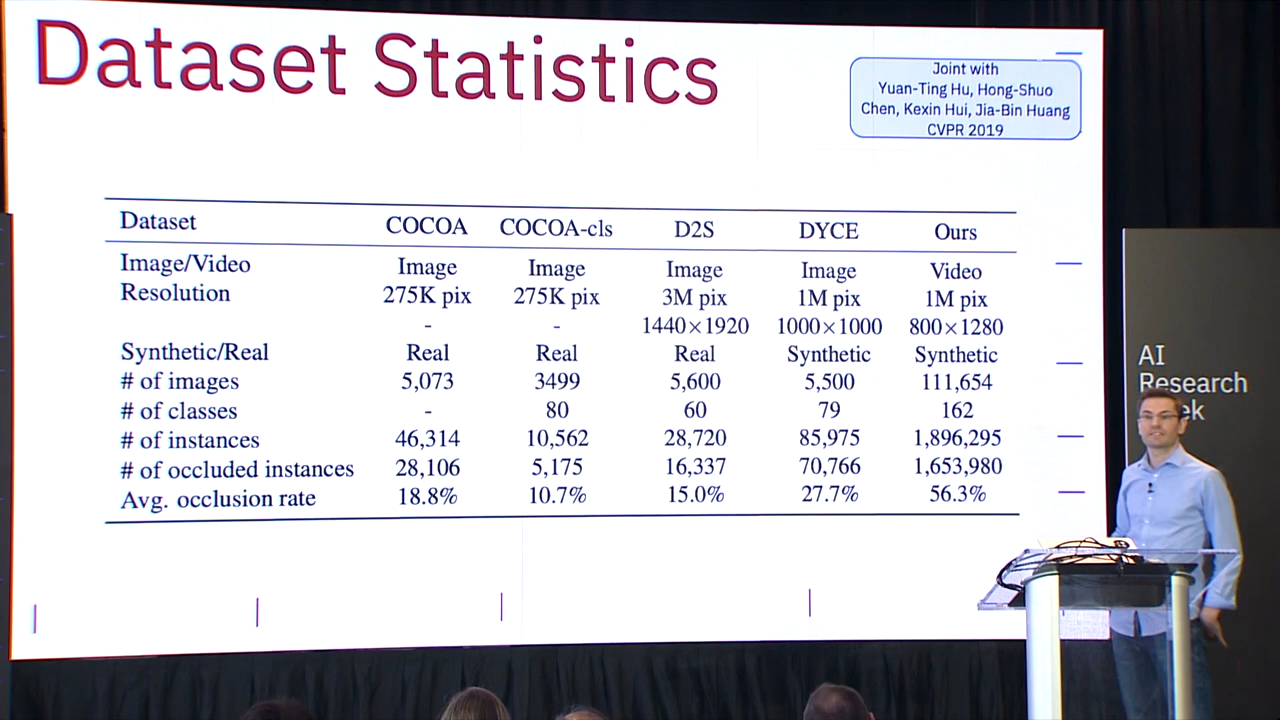 Dataset Statistics
Joint with
Yuan-Ting Hu, Hong-Shuo
Chen, Kexin Hui, Jia-Bin Huang
CVPR 2019
Dataset COCOA COCOA-cls D2S DYCE Ours
Image/Video Image Image Image Image Video
Resolution 275K pix 275K pix 3M pix 1M pix 1M pix
- - 1440×1920 1000×1000 800×1280
Synthetic/Real Real Real Real Synthetic Synthetic
# of images 5,073 3499 5,600 5,500 111,654
# of classes - 80 60 79 162
# of instances 46,314 10,562 28,720 85,975 1,896,295
# of occluded instances 28,106 5,175 16,337 70,766 1,653,980
Avg. occlusion rate 18.8% 10.7% 15.0% 27.7% 56.3%
AI
Research
ek